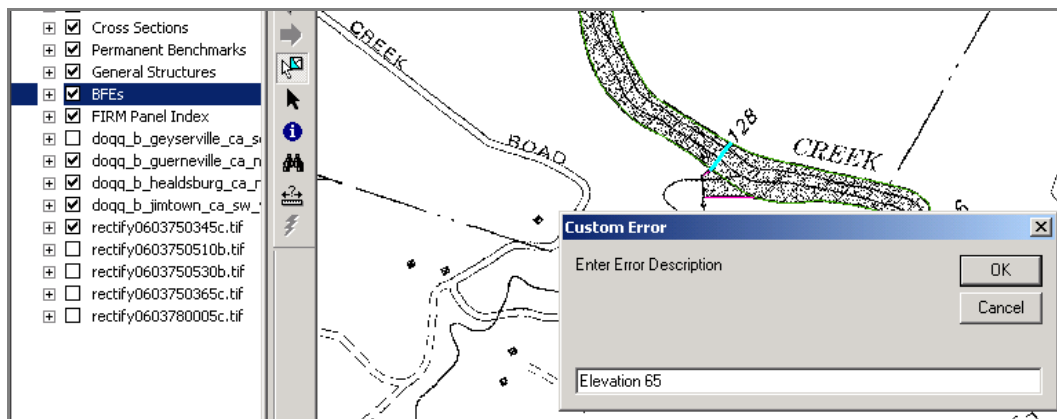 Cross Sections
Permanent Benchmarks
General Structures
BFEs
FIRM Panel Index
doqq_b_geyserville_ca_s
doqq_b_guerneville_ca_n
doqq_b_healdsburg_ca_r
doqq_b_jimtown_ca_sw_
rectify0603750345c.tif
rectify0603750510b.tif
rectify0603750530b.tif
rectify0603750365c.tif
rectify0603780005c.tif
CREEK
ROAD
128
CREEK
Custom Error
Enter Error Description
OK
Cancel
Elevation 65